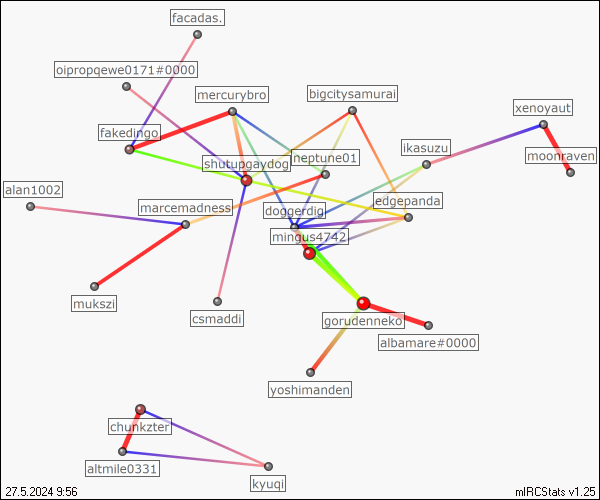 facadas.
oipropqewe0171#0000
mercurybro
bigcitysamurai
xenoyaut
fakedingo
ikasuzu
moonraven
shutupgaydog
neptune01
alan1002
marcemadness
doggerdig
edgepanda
mingus4742
mukszi
csmaddi
gorudenneko
albamare#0000
yoshimanden
chunkzter
altmile0331
kyuqi
27.5.2024 9:56
mIRCStats v1.25